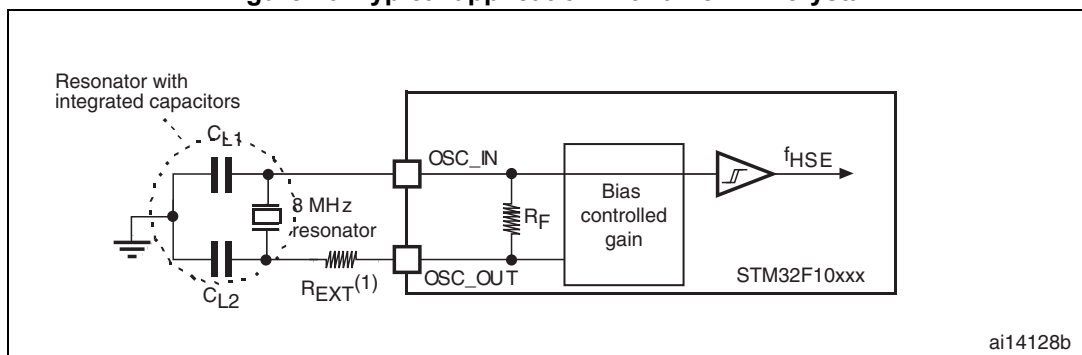 Resonator with
integrated capacitors
CL1
OSC_IN
fHSE
8 MHz
resonator
RF
Bias
controlled
gain
REXT(1)
OSC_OUT
STM32F10xxx
CL2
ai14128b